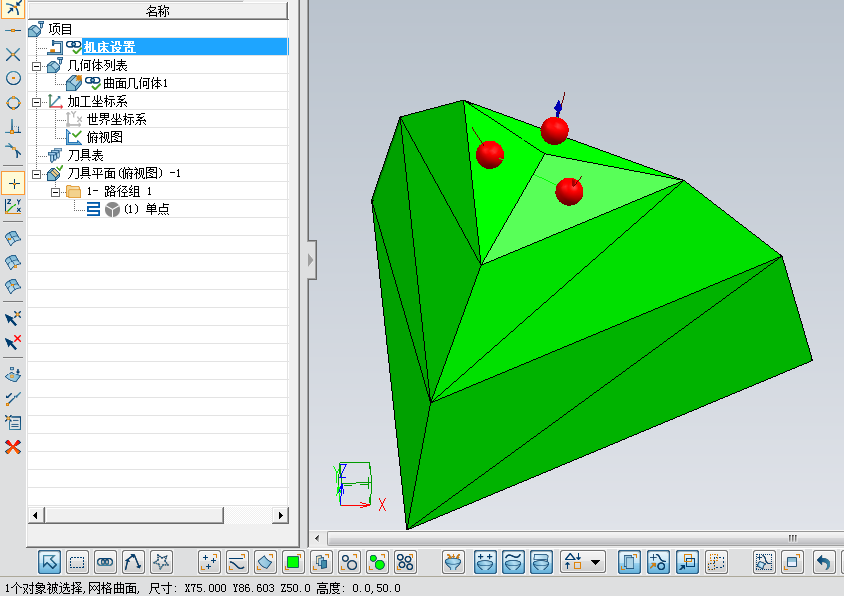 名称
项目
机床设置
几何体列表
曲面几何体1
加工坐标系
世界坐标系
俯视图
刀具表
刀具平面(俯视图)-1
1- 路径组 1
(1) 单点
X
1个对象被选择,网格曲面, 尺寸: X75.000 Y86.603 Z50.0 高度: 0.0,50.0